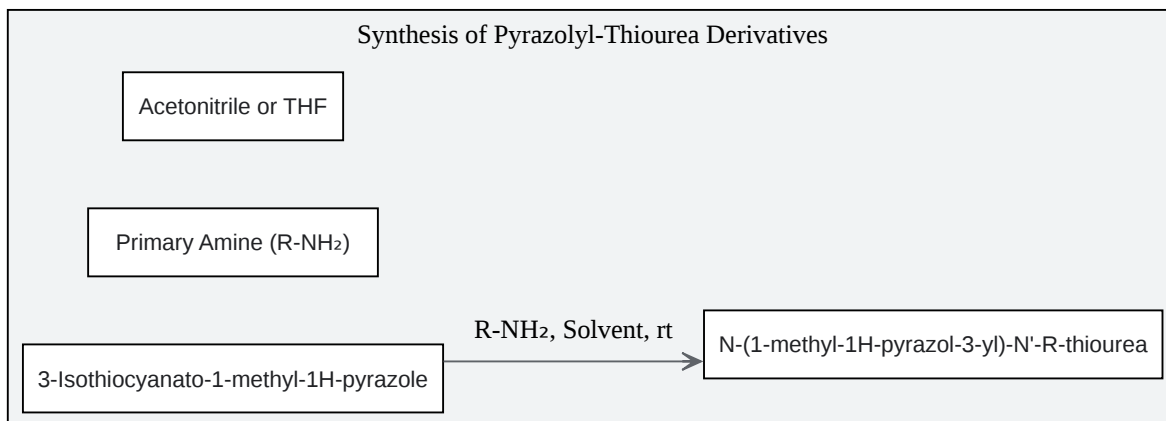 Synthesis of Pyrazolyl-Thiourea Derivatives
Acetonitrile or THF
Primary Amine (R-NH₂)
R-NH₂, Solvent, rt
3-Isothiocyanato-1-methyl-1H-pyrazole
N-(1-methyl-1H-pyrazol-3-yl)-N'-R-thiourea